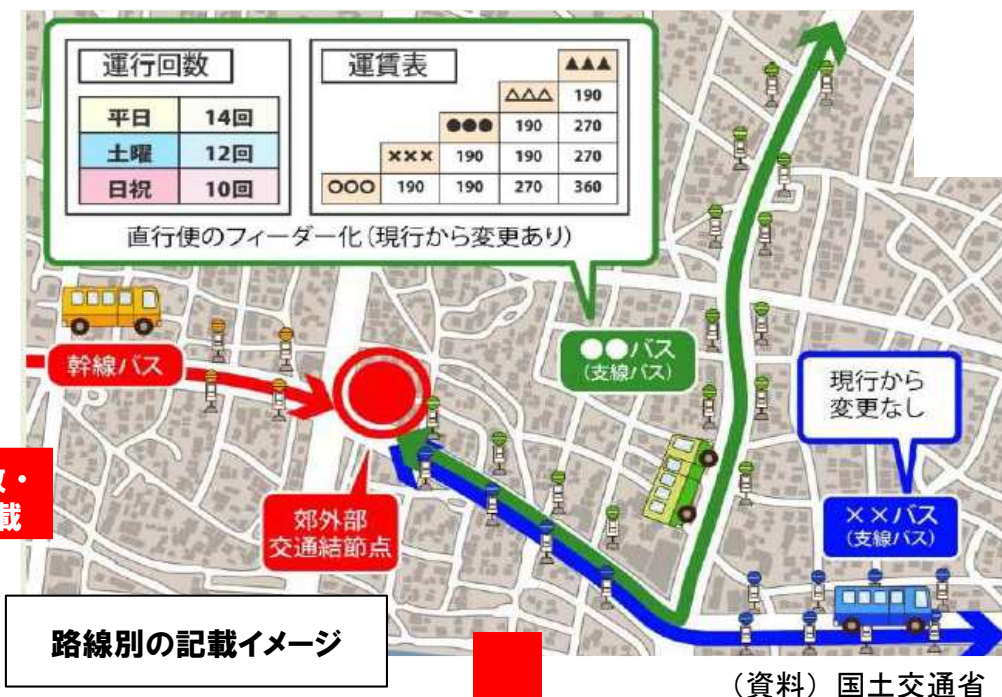 運行回数
平日 14回
土曜 12回
日祝 10回
運賃表
▲▲▲
△△△ 190
●●● 190 270
××× 190 190 270
○○○ 190 190 270 360
直行便のフィーダー化(現行から変更あり)
幹線バス
●●バス
(支線バス)
現行から
変更なし
・
載
郊外部
交通結節点
××バス
(支線バス)
路線別の記載イメージ
(資料)国土交通省